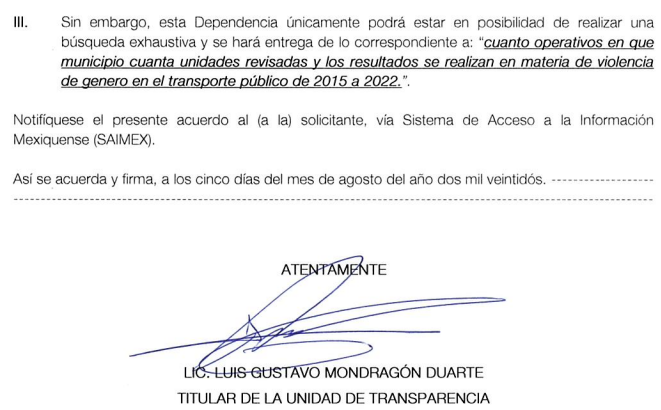 III. Sin embargo, esta Dependencia únicamente podrá estar en posibilidad de realizar una
búsqueda exhaustiva y se hará entrega de lo correspondiente a: “cuanto operativos en que
municipio cuanta unidades revisadas y los resultados se realizan en materia de violencia
de genero en el transporte público de 2015 a 2022.”.
Notifíquese el presente acuerdo al (a la) solicitante, vía Sistema de Acceso a la Información
Mexiquense (SAIMEX).
Así se acuerda y firma, a los cinco días del mes de agosto del año dos mil veintidós. ----------------
----------------------------------------------------------------------------------------------------
ATENTAMENTE
LIC. LUIS GUSTAVO MONDRAGÓN DUARTE
TITULAR DE LA UNIDAD DE TRANSPARENCIA